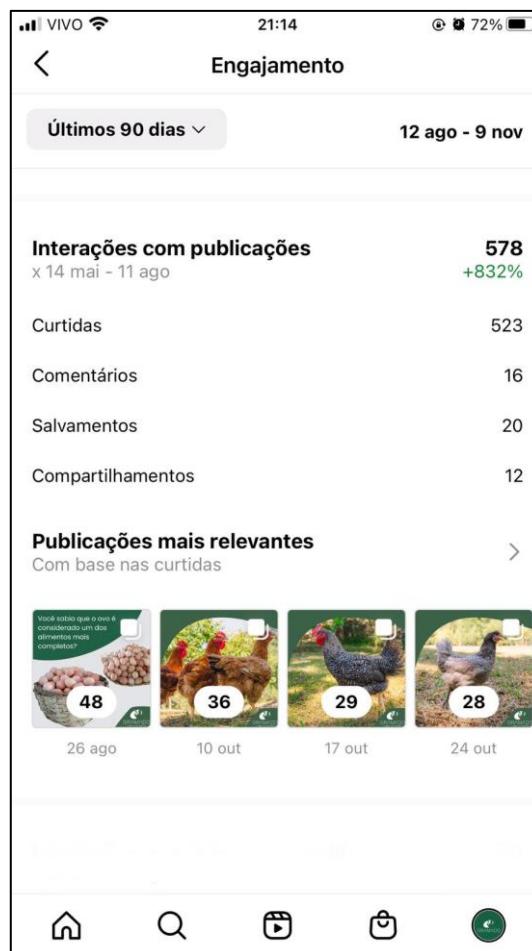 VIVO 21:14 72%
Engajamento
Últimos 90 dias 12 ago - 9 nov
Interações com publicações 578
x 14 mai - 11 ago +832%
Curtidas 523
Comentários 16
Salvamentos 20
Compartilhamentos 12
Publicações mais relevantes
Com base nas curtidas
Você sabia que o ovo é
considerado um dos
alimentos mais
completos?
48 36 29 28
26 ago 10 out 17 out 24 out